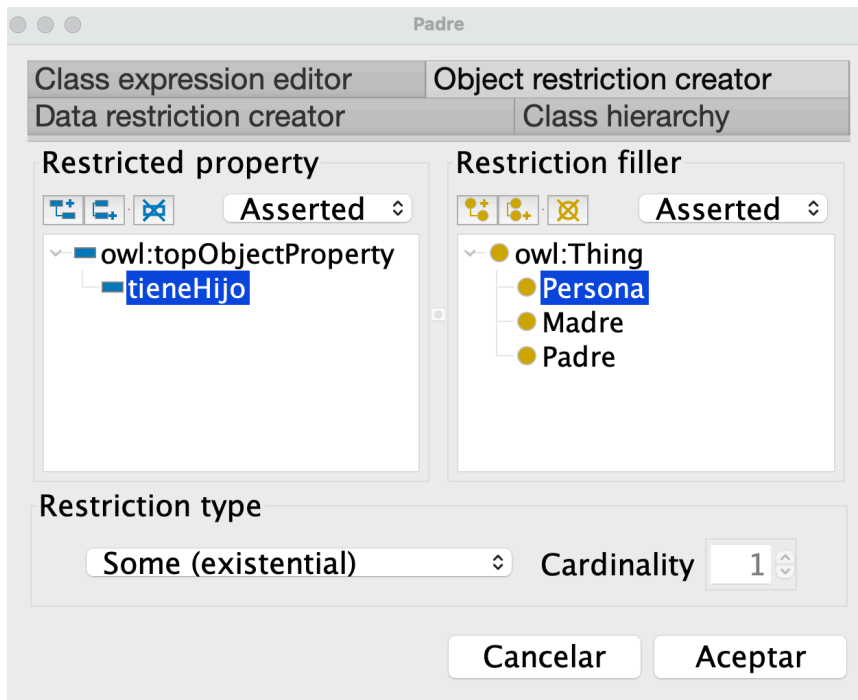 Padre
Class expression editor
Object restriction creator
Data restriction creator
Class hierarchy
Restricted property
Asserted
owl:topObjectProperty
tieneHijo
Restriction filler
Asserted
owl:Thing
Persona
Madre
Padre
Restriction type
Some (existential)
Cardinality
1
Cancelar
Aceptar